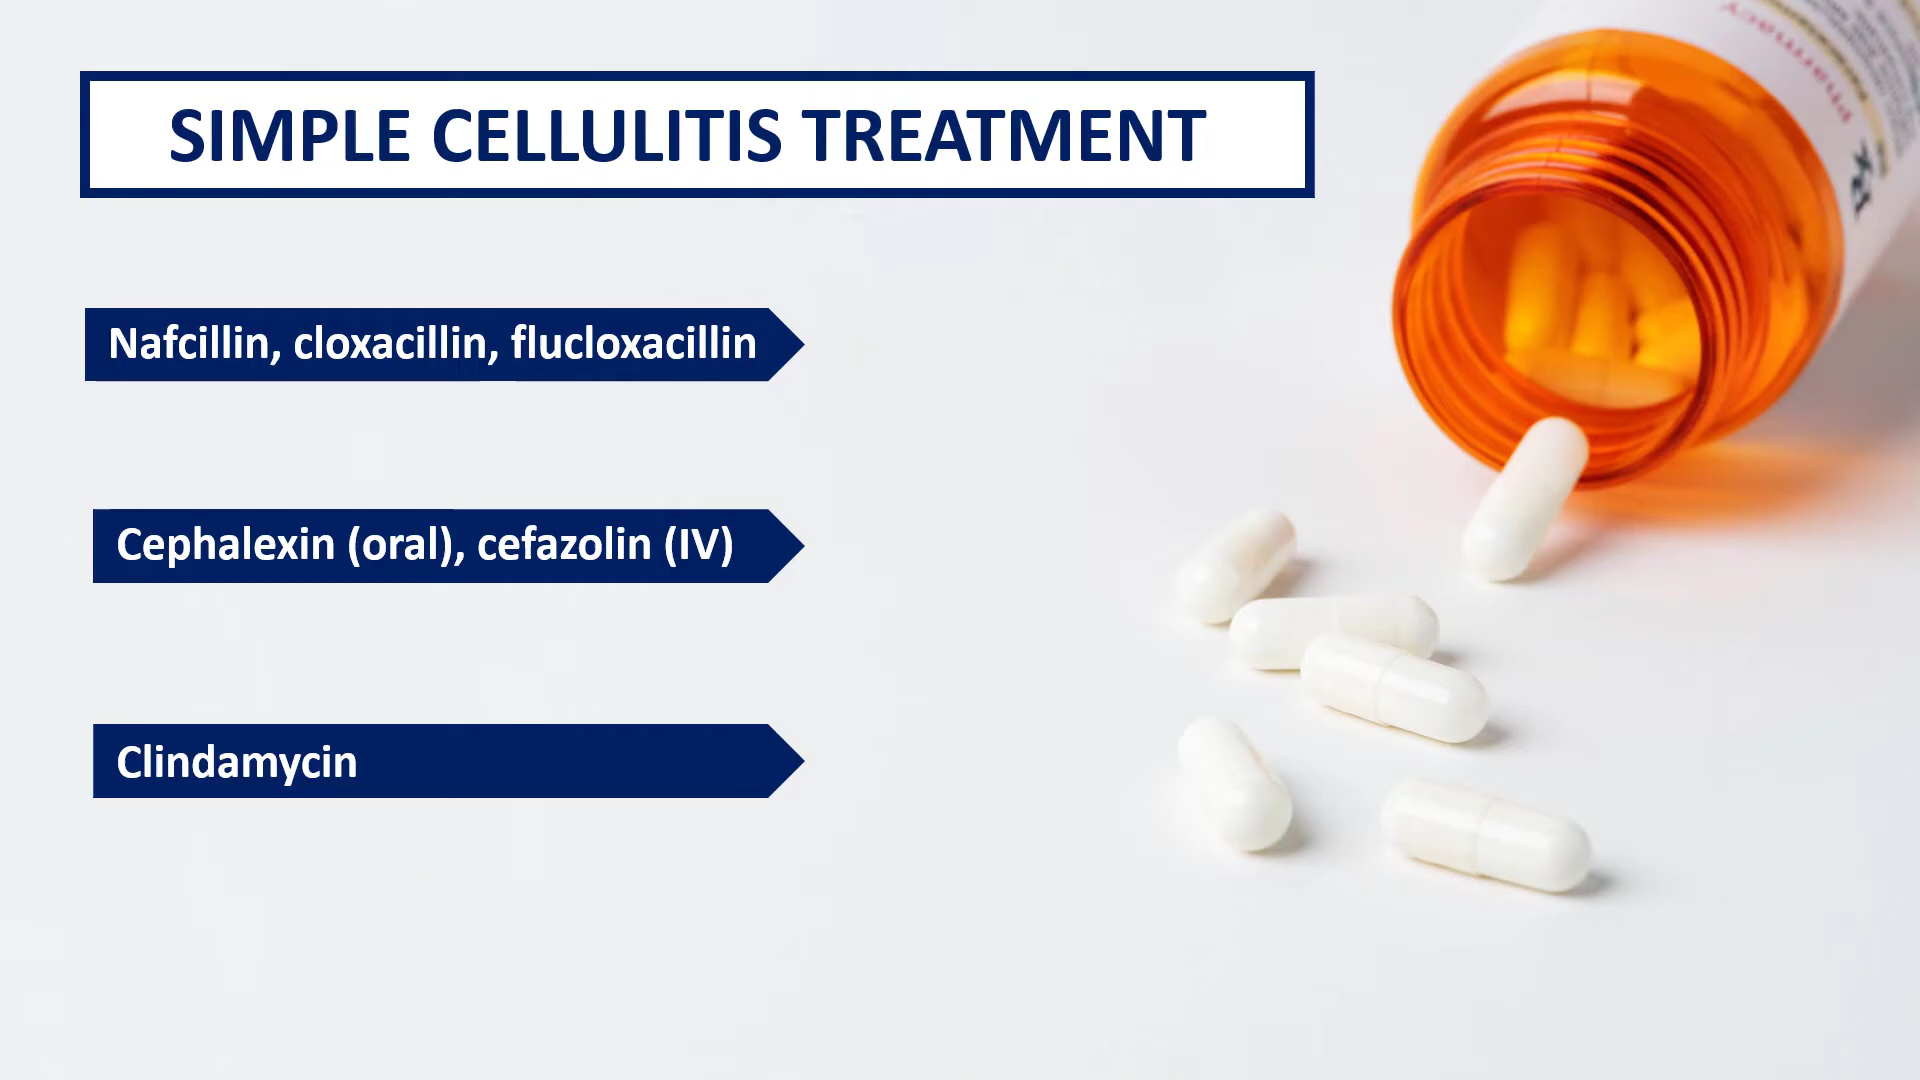 SIMPLE CELLULITIS TREATMENT
Nafcillin, cloxacillin, flucloxacillin
Cephalexin (oral), cefazolin (IV)
Clindamycin